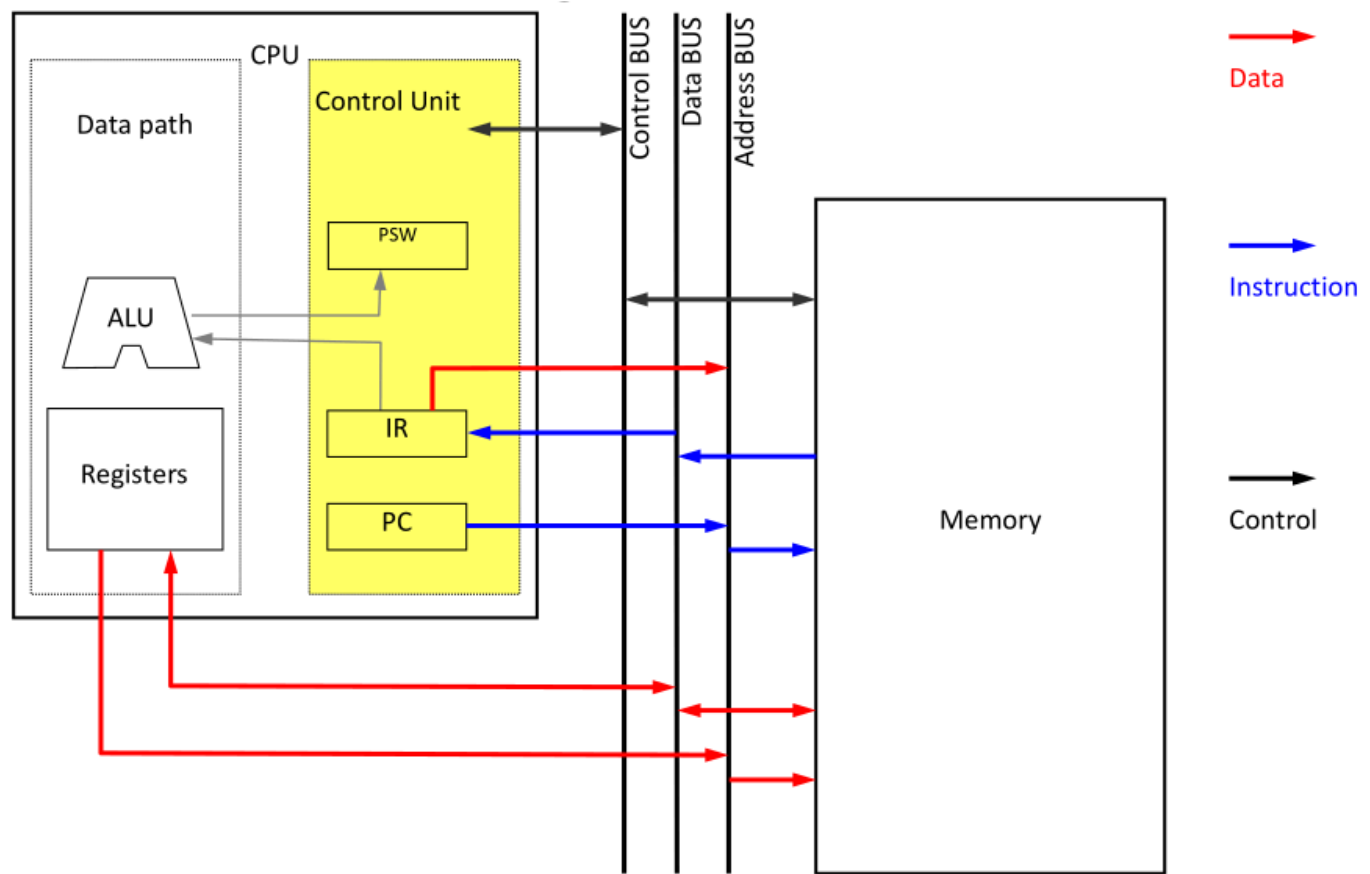 CPU
Data path
Control Unit
PSW
ALU
IR
Registers
PC
Control BUS
Data BUS
Address BUS
Memory
Data
Instruction
Control